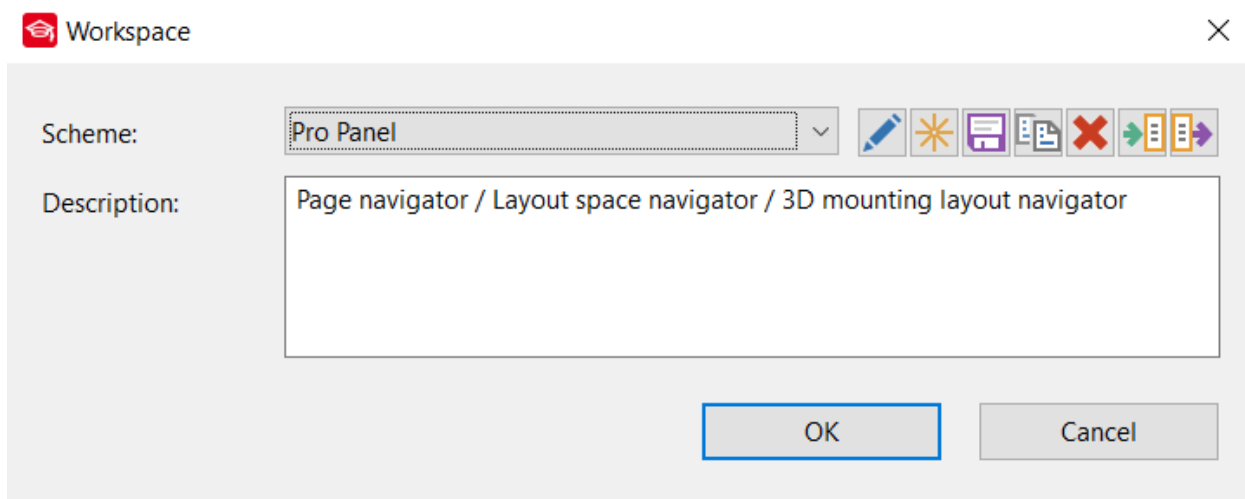 Workspace
Scheme:
Pro Panel
Description:
Page navigator / Layout space navigator / 3D mounting layout navigator
OK
Cancel